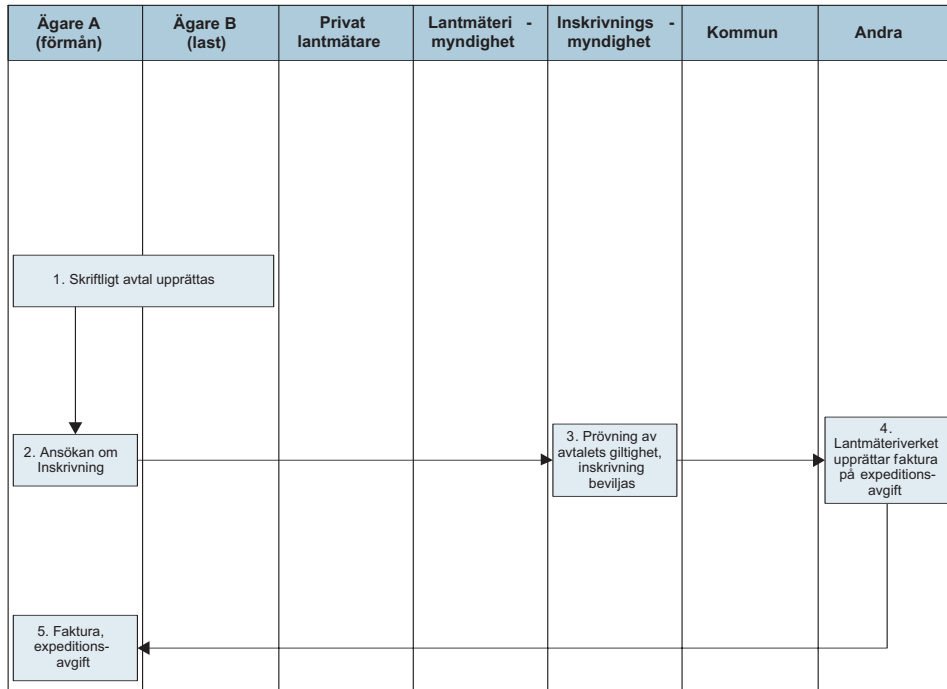 Ägare A
(förmån)
Ägare B
(last)
Privat
lantmätare
Lantmäteri -
myndighet
Inskrivnings -
myndighet
Kommun
Andra
1. Skriftligt avtal upprättas
2. Ansökan om
Inskrivning
3. Prövning av
avtalets giltighet,
inskrivning
beviljas
4.
Lantmäteriverket
upprättar faktura
på expeditions-
avgift
5. Faktura,
expeditions-
avgift